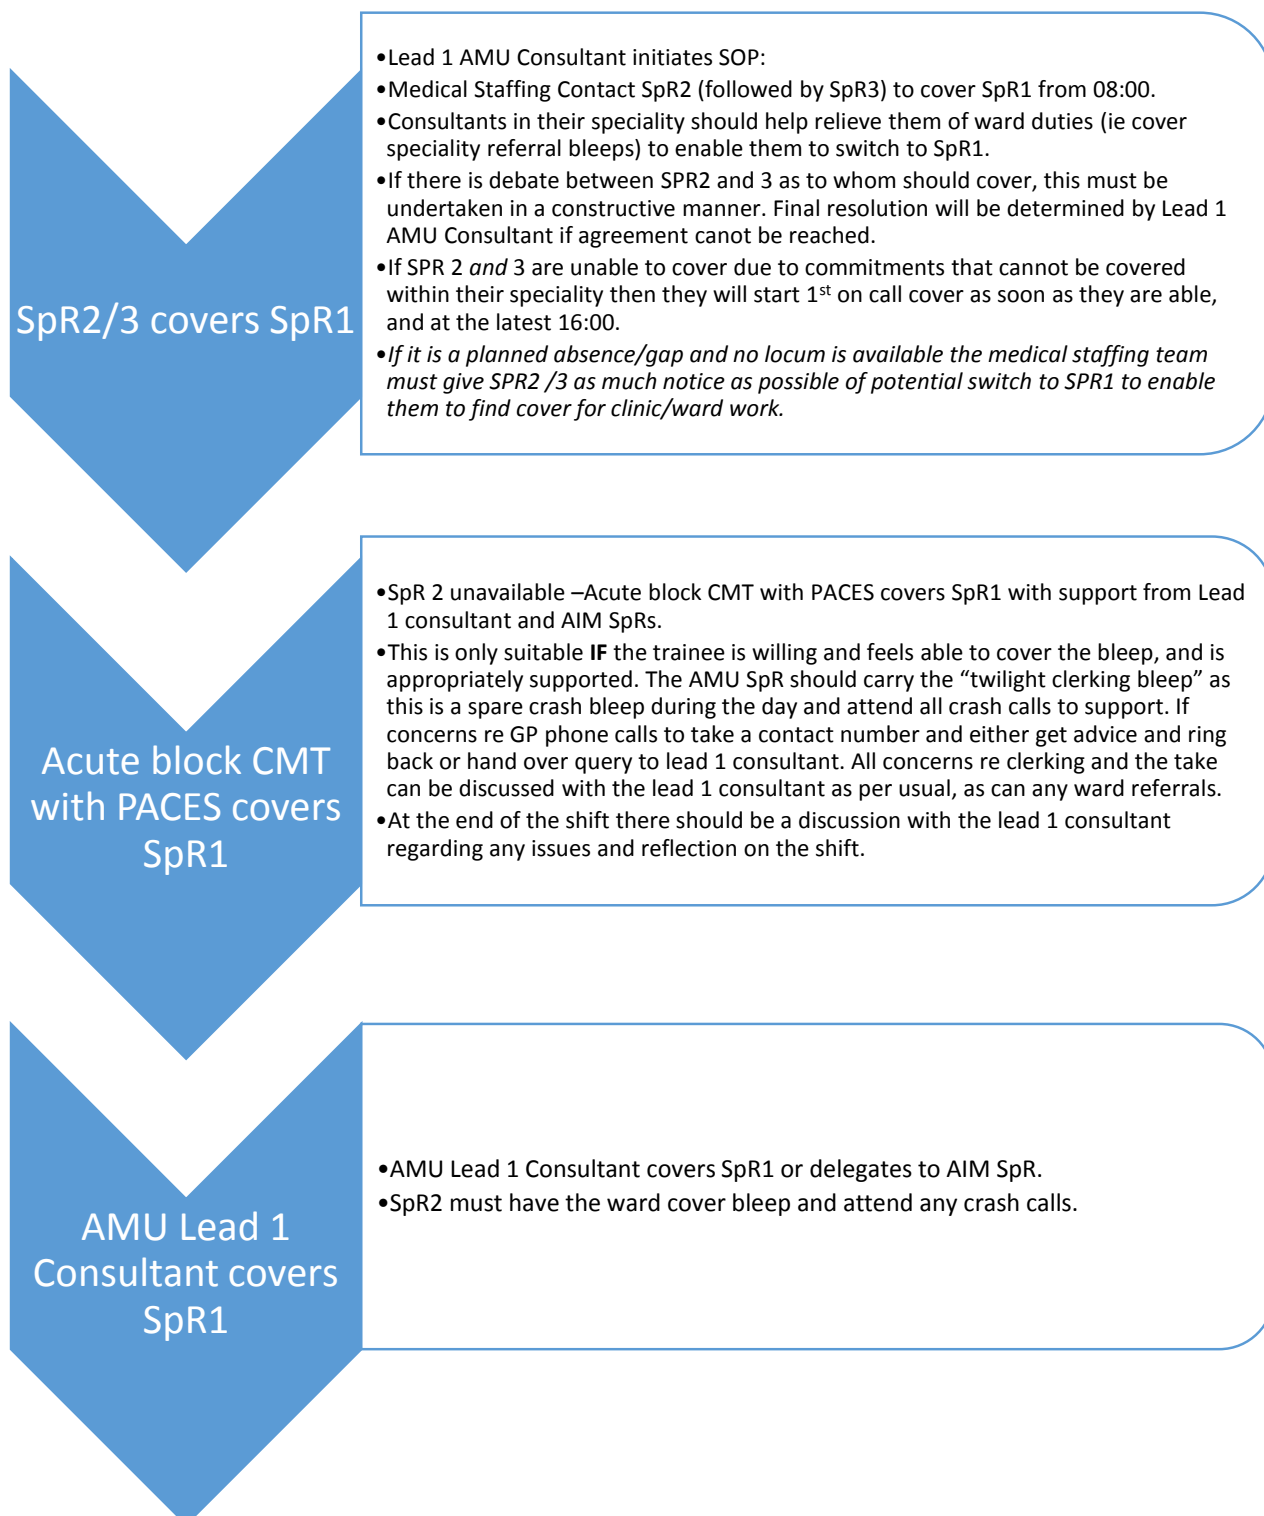 SpR2/3 covers SpR1
•Lead 1 AMU Consultant initiates SOP:
•Medical Staffing Contact SpR2 (followed by SpR3) to cover SpR1 from 08:00.
•Consultants in their speciality should help relieve them of ward duties (ie cover
speciality referral bleeps) to enable them to switch to SpR1.
•If there is debate between SPR2 and 3 as to whom should cover, this must be
undertaken in a constructive manner. Final resolution will be determined by Lead 1
AMU Consultant if agreement canot be reached.
•If SPR 2 and 3 are unable to cover due to commitments that cannot be covered
within their speciality then they will start 1st on call cover as soon as they are able,
and at the latest 16:00.
•If it is a planned absence/gap and no locum is available the medical staffing team
must give SPR2 /3 as much notice as possible of potential switch to SPR1 to enable
them to find cover for clinic/ward work.
Acute block CMT
with PACES covers
SpR1
•SpR 2 unavailable –Acute block CMT with PACES covers SpR1 with support from Lead
1 consultant and AIM SpRs.
•This is only suitable IF the trainee is willing and feels able to cover the bleep, and is
appropriately supported. The AMU SpR should carry the “twilight clerking bleep” as
this is a spare crash bleep during the day and attend all crash calls to support. If
concerns re GP phone calls to take a contact number and either get advice and ring
back or hand over query to lead 1 consultant. All concerns re clerking and the take
can be discussed with the lead 1 consultant as per usual, as can any ward referrals.
•At the end of the shift there should be a discussion with the lead 1 consultant
regarding any issues and reflection on the shift.
AMU Lead 1
Consultant covers
SpR1
•AMU Lead 1 Consultant covers SpR1 or delegates to AIM SpR.
•SpR2 must have the ward cover bleep and attend any crash calls.